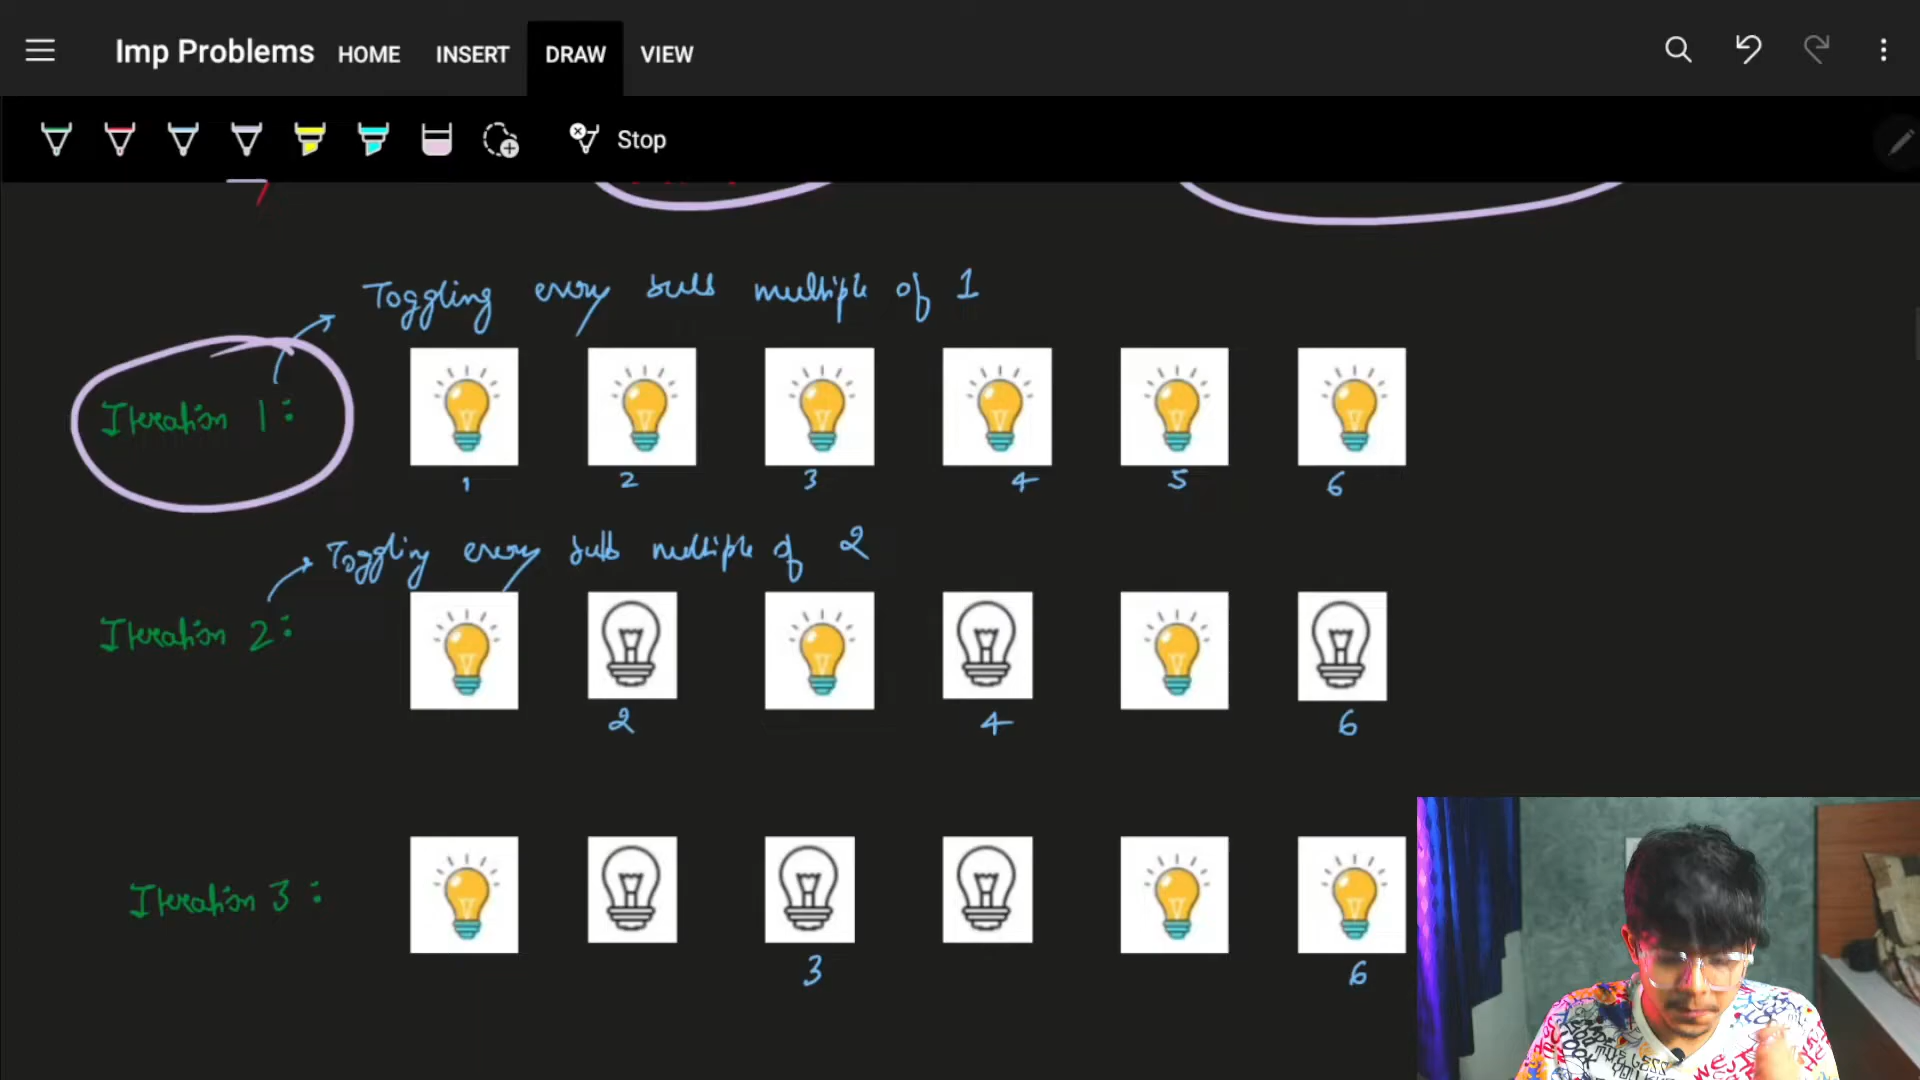 Imp Problems HOME INSERT DRAW VIEW
Stop
Toggling every bulb multiple of 1
Iteration 1:
1 2 3 4 5 6
Toggling every bulb multiple of 2
Iteration 2:
2 4 6
Iteration 3:
3 6